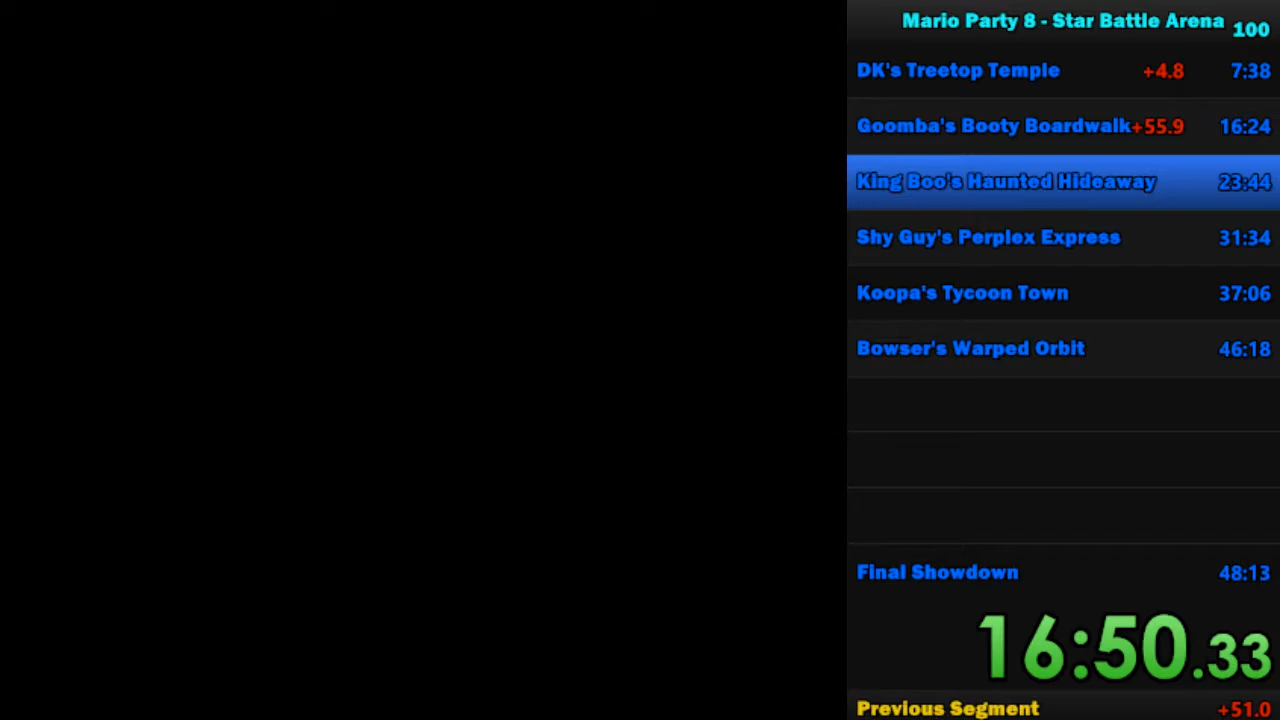 Mario Party 8 - Star Battle Arena 100
DK's Treetop Temple +4.8 7:38
Goomba's Booty Boardwalk +55.9 16:24
King Boo's Haunted Hideaway 23:44
Shy Guy's Perplex Express 31:34
Koopa's Tycoon Town 37:06
Bowser's Warped Orbit 46:18
Final Showdown 48:13
16:50.33
Previous Segment +51.0